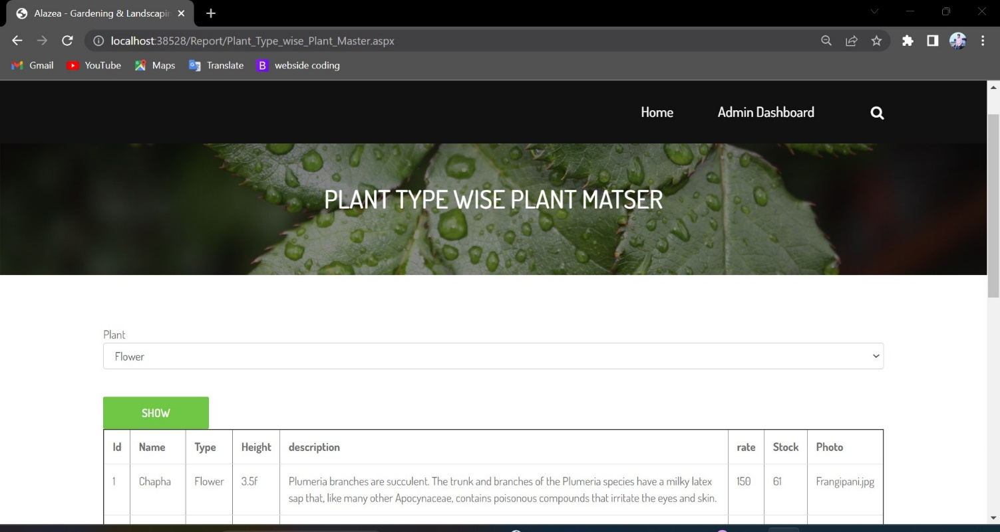 Alazea - Gardening & Landscapin
localhost:38528/Report/Plant_Type_wise_Plant_Master.aspx
Gmail YouTube Maps Translate B webside coding
Home Admin Dashboard
PLANT TYPE WISE PLANT MATSER
Plant
Flower
SHOW
Id Name Type Height description rate Stock Photo
1 Chapha Flower 3.5f Plumeria branches are succulent. The trunk and branches of the Plumeria species have a milky latex 150 61 Frangipani.jpg
sap that, like many other Apocynaceae, contains poisonous compounds that irritate the eyes and skin.